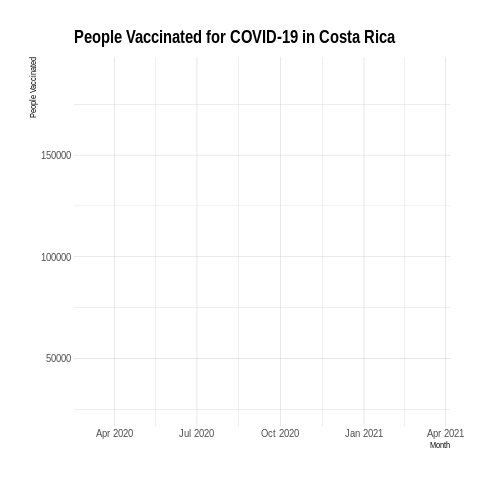 People Vaccinated for COVID-19 in Costa Rica
People Vaccinated
150000
100000
50000
Apr 2020 Jul 2020 Oct 2020 Jan 2021 Apr 2021
Month